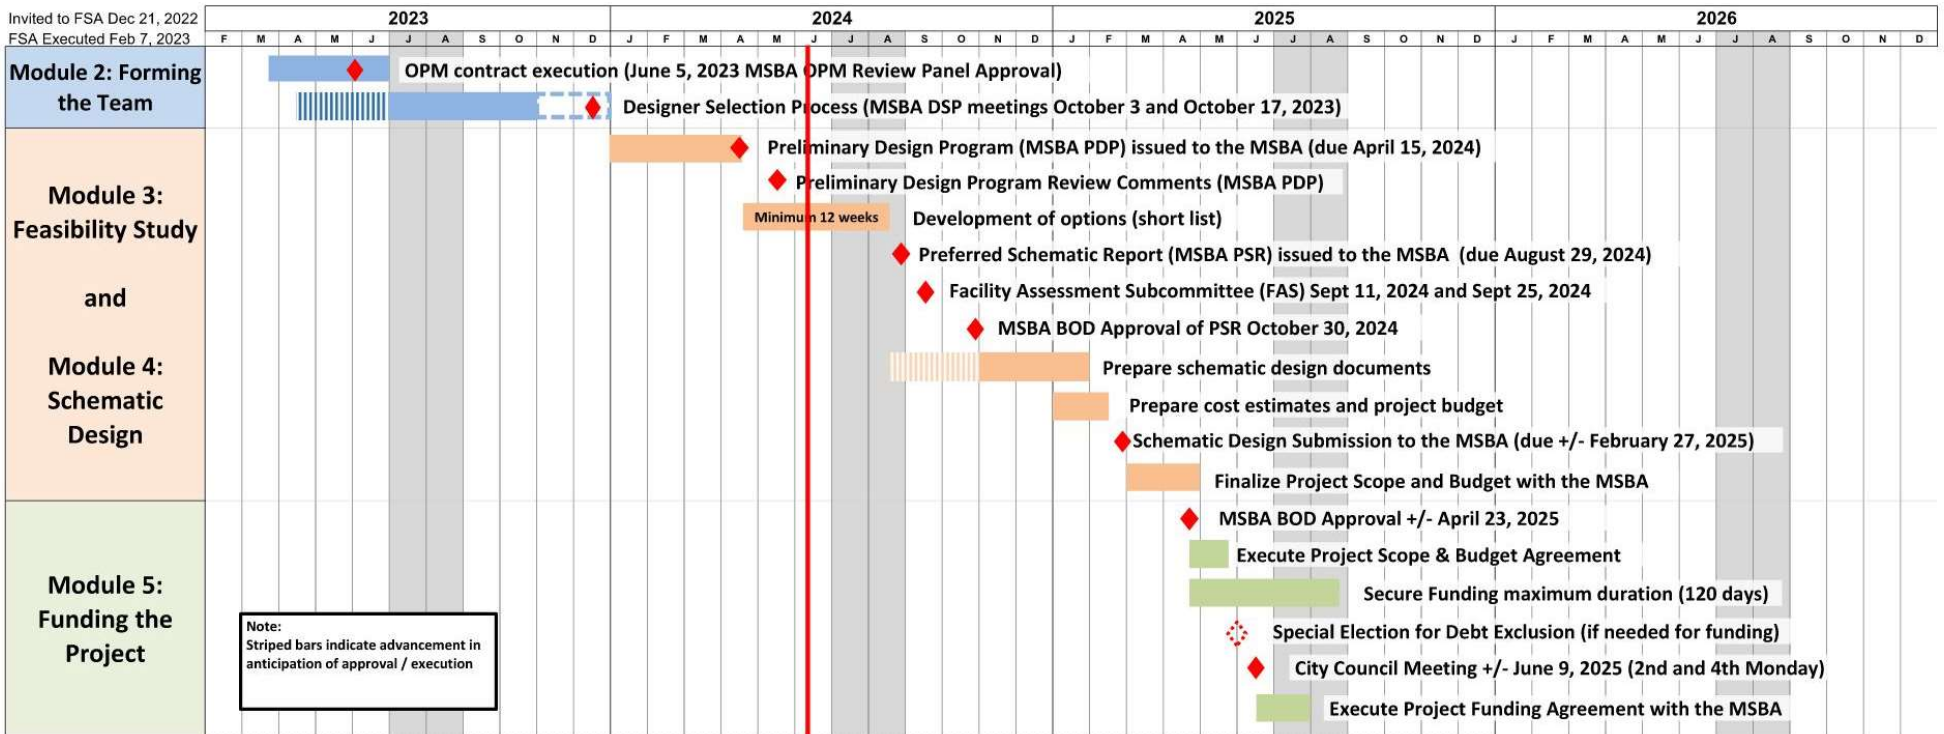 Invited to FSA Dec 21, 2022
FSA Executed Feb 7, 2023
2023 2024 2025 2026
F M A M J J A S O N D J F M A M J J A S O N D J F M A M J J A S O N D J F M A M J J A S O N D
Module 2: Forming
the Team
OPM contract execution (June 5, 2023 MSBA OPM Review Panel Approval)
Designer Selection Process (MSBA DSP meetings October 3 and October 17, 2023)
Module 3:
Feasibility Study
and
Module 4:
Schematic
Design
Preliminary Design Program (MSBA PDP) issued to the MSBA (due April 15, 2024)
Preliminary Design Program Review Comments (MSBA PDP)
Minimum 12 weeks Development of options (short list)
Preferred Schematic Report (MSBA PSR) issued to the MSBA (due August 29, 2024)
Facility Assessment Subcommittee (FAS) Sept 11, 2024 and Sept 25, 2024
MSBA BOD Approval of PSR October 30, 2024
Prepare schematic design documents
Prepare cost estimates and project budget
Schematic Design Submission to the MSBA (due +/- February 27, 2025)
Finalize Project Scope and Budget with the MSBA
Module 5:
Funding the
Project
MSBA BOD Approval +/- April 23, 2025
Execute Project Scope & Budget Agreement
Secure Funding maximum duration (120 days)
Special Election for Debt Exclusion (if needed for funding)
City Council Meeting +/- June 9, 2025 (2nd and 4th Monday)
Execute Project Funding Agreement with the MSBA
Note:
Striped bars indicate advancement in
anticipation of approval / execution